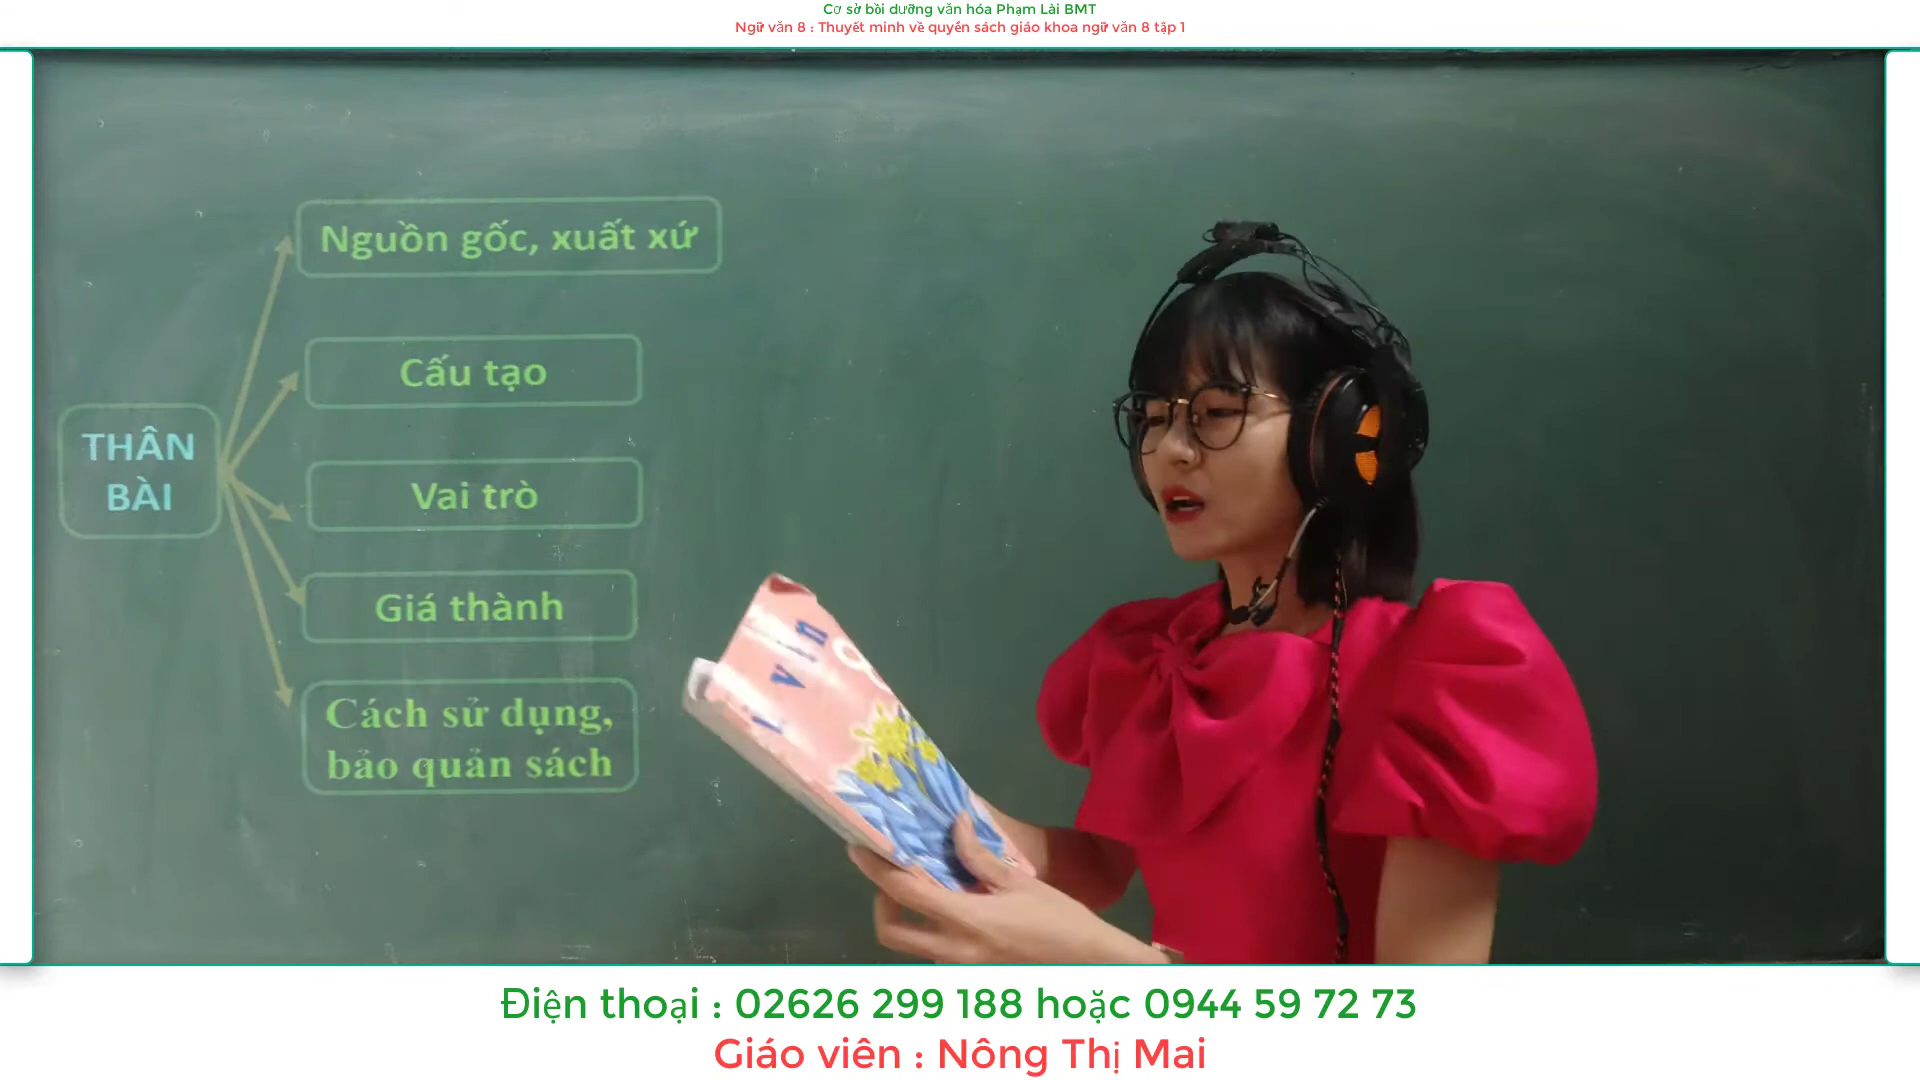 Cơ sở bồi dưỡng văn hóa Phạm Lải BMT
Ngữ văn 8 : Thuyết minh về quyển sách giáo khoa ngữ văn 8 tập 1
THÂN
BÀI
Nguồn gốc, xuất xứ
Cấu tạo
Vai trò
Giá thành
Cách sử dụng,
bảo quản sách
Điện thoại : 02626 299 188 hoặc 0944 59 72 73
Giáo viên : Nông Thị Mai